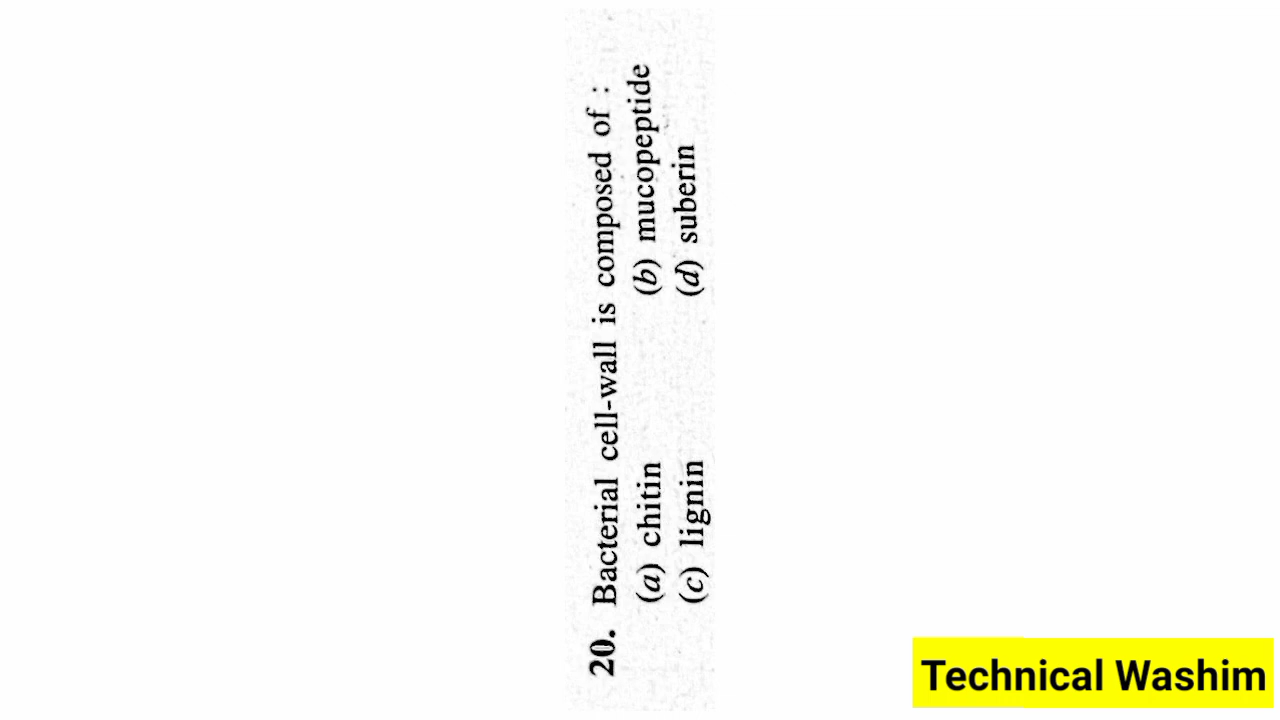 20. Bacterial cell-wall is composed of :
(a) chitin (b) mucopeptide
(c) lignin (d) suberin
Technical Washim